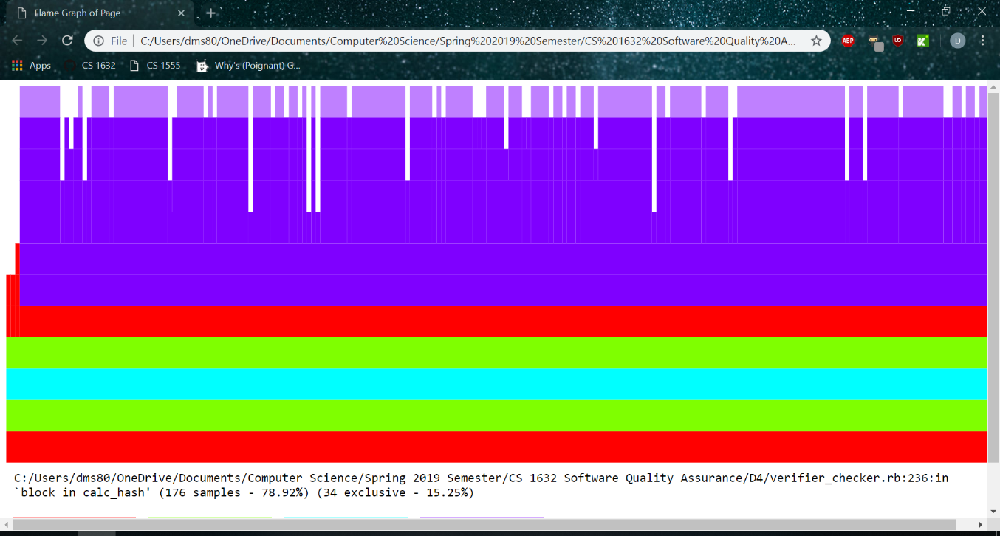 Flame Graph of Page
File
C:/Users/dms80/OneDrive/Documents/Computer%20Science/Spring%202019%20Semester/CS%201632%20Software%20Quality%20A...
ABP
UO
D
Apps
CS 1632
CS 1555
Why's (Poignant) G...
C:/Users/dms80/OneDrive/Documents/Computer Science/Spring 2019 Semester/CS 1632 Software Quality Assurance/D4/verifier_checker.rb:236:in
`block in calc_hash' (176 samples - 78.92%) (34 exclusive - 15.25%)